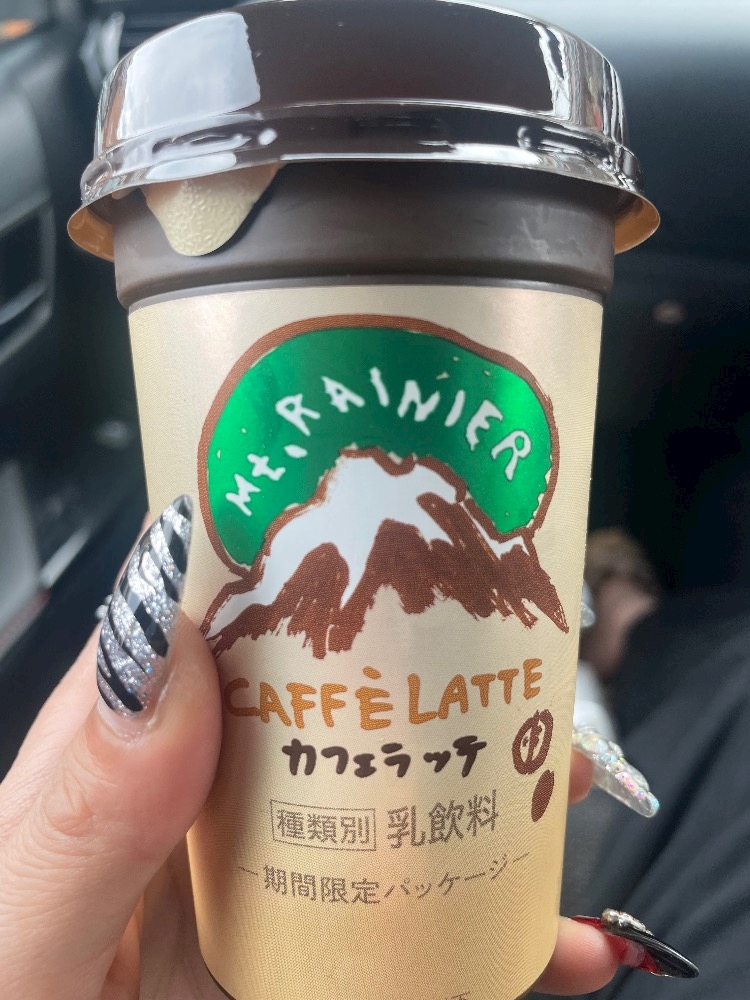 Mt. RAINIER
CAFFÈ LATTE
カフェラッテ
種類別 乳飲料
―期間限定パッケージ―